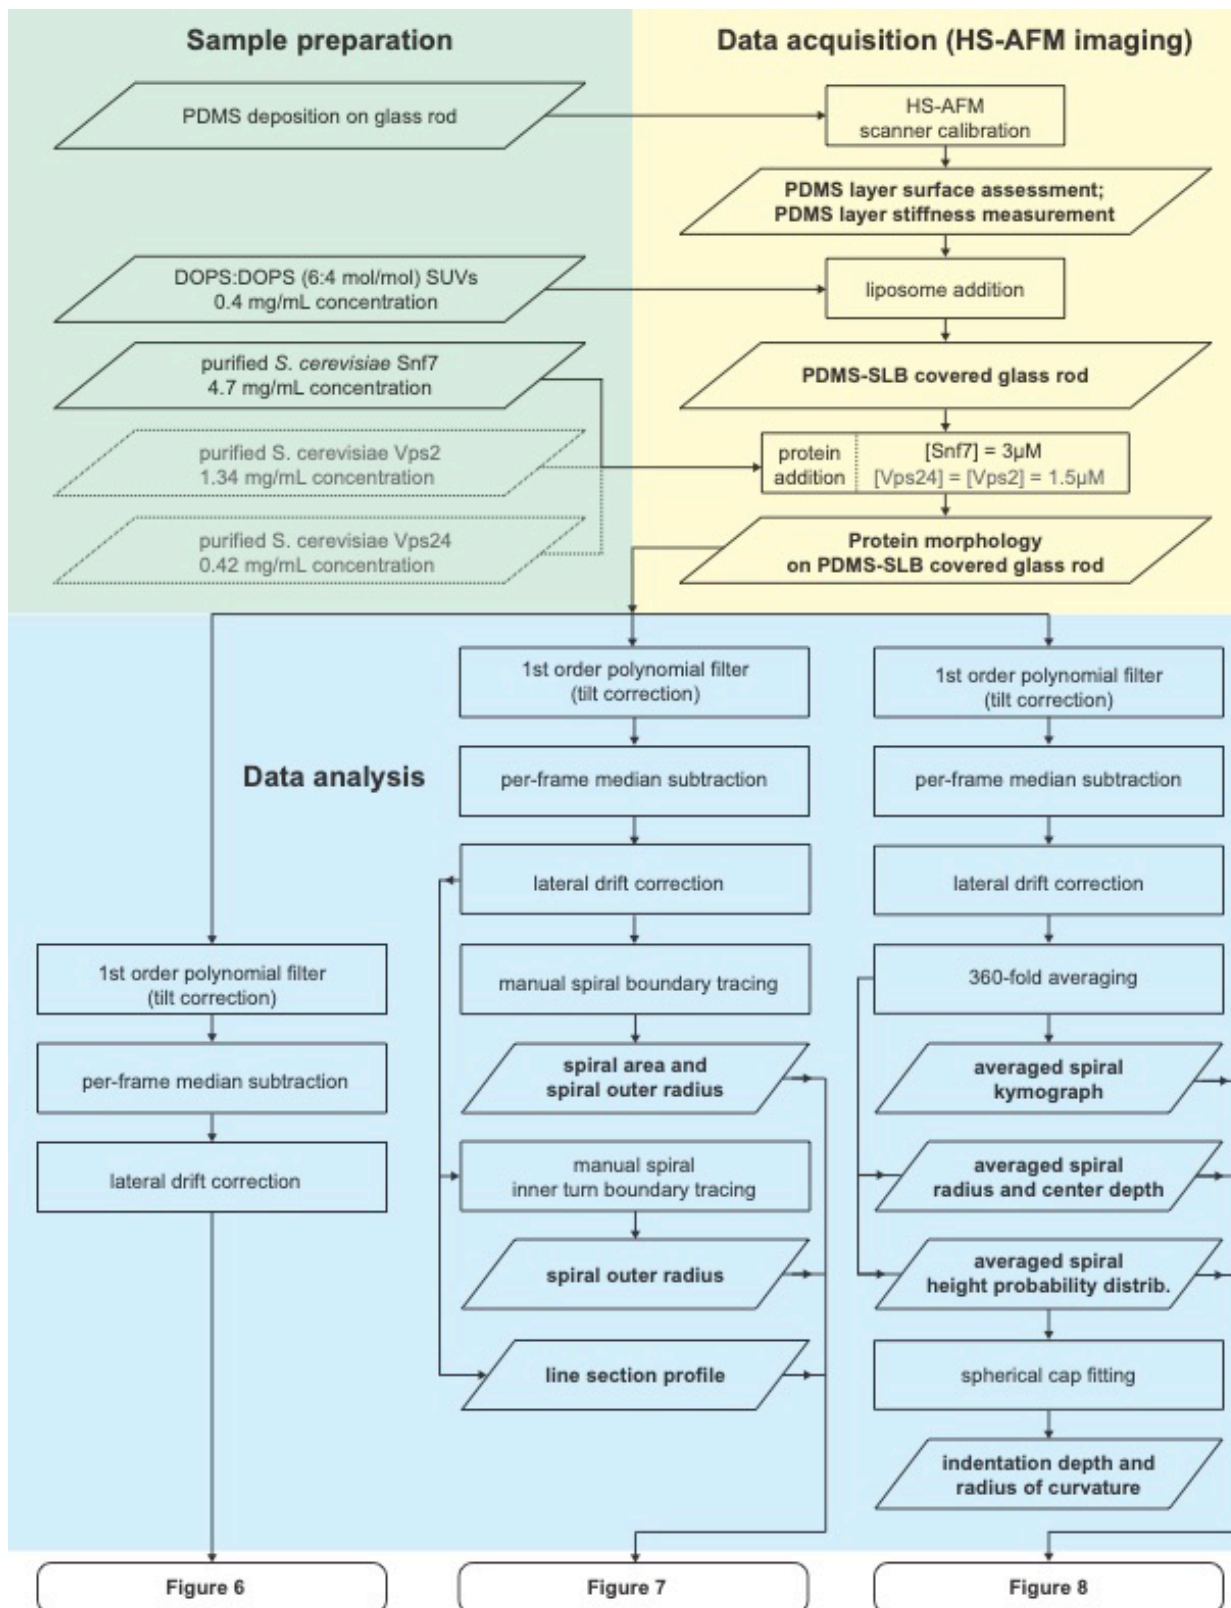 Sample preparation
Data acquisition (HS-AFM imaging)
PDMS deposition on glass rod
HS-AFM
scanner calibration
PDMS layer surface assessment;
PDMS layer stiffness measurement
DOPS:DOPS (6:4 mol/mol) SUVs
0.4 mg/mL concentration
liposome addition
purified S. cerevisiae Snf7
4.7 mg/mL concentration
PDMS-SLB covered glass rod
purified S. cerevisiae Vps2
1.34 mg/mL concentration
protein
addition
[Snf7] = 3μM
[Vps24] = [Vps2] = 1.5μM
purified S. cerevisiae Vps24
0.42 mg/mL concentration
Protein morphology
on PDMS-SLB covered glass rod
Data analysis
1st order polynomial filter
(tilt correction)
per-frame median subtraction
lateral drift correction
1st order polynomial filter
(tilt correction)
per-frame median subtraction
lateral drift correction
manual spiral boundary tracing
spiral area and
spiral outer radius
manual spiral
inner turn boundary tracing
spiral outer radius
line section profile
1st order polynomial filter
(tilt correction)
per-frame median subtraction
lateral drift correction
360-fold averaging
averaged spiral
kymograph
averaged spiral
radius and center depth
averaged spiral
height probability distrib.
spherical cap fitting
indentation depth and
radius of curvature
Figure 6
Figure 7
Figure 8